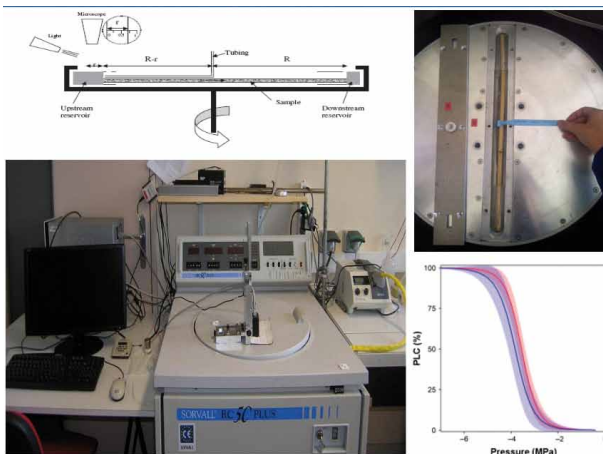 Microscope
Light
r
Tubing
R-r
R
r
Sample
Upstream
reservoir
Downstream
reservoir
SORVALL RC 5C PLUS
CE
100
75
50
25
0
PLC (%)
-6
-4
-2
Pressure (MPa)